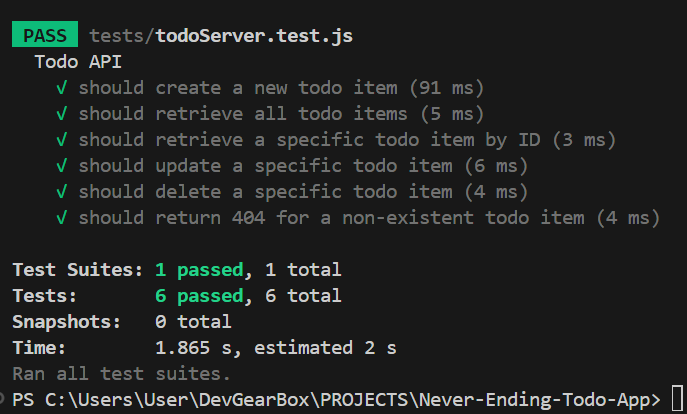 PASS tests/todoServer.test.js
Todo API
√ should create a new todo item (91 ms)
√ should retrieve all todo items (5 ms)
√ should retrieve a specific todo item by ID (3 ms)
√ should update a specific todo item (6 ms)
√ should delete a specific todo item (4 ms)
√ should return 404 for a non-existent todo item (4 ms)
Test Suites: 1 passed, 1 total
Tests: 6 passed, 6 total
Snapshots: 0 total
Time: 1.865 s, estimated 2 s
Ran all test suites.
PS C:\Users\User\DevGearBox\PROJECTS\Never-Ending-Todo-App>